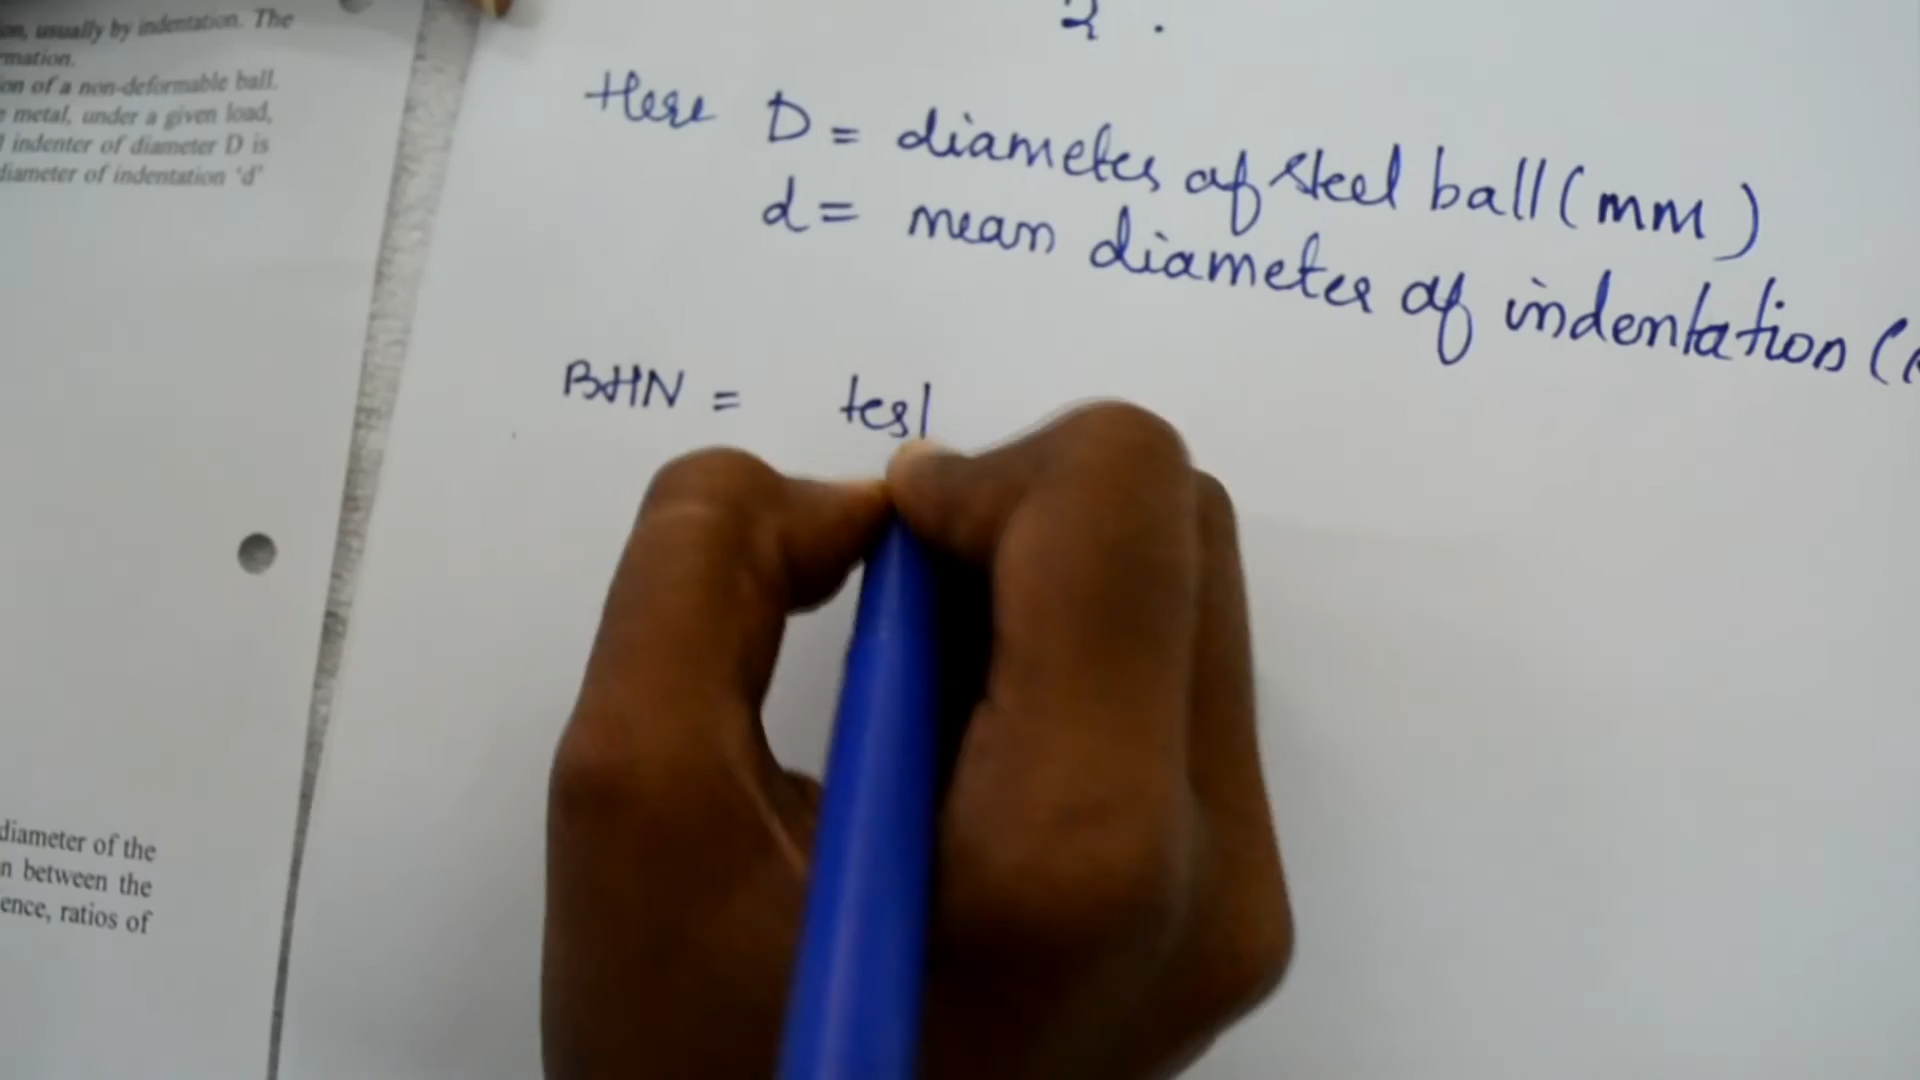 on, usually by indentation. The
rmation.
on of a non-deformable ball.
metal, under a given load,
indenter of diameter D is
diameter of indentation 'd'
diameter of the
n between the
ence, ratios of
2 .
Here D = diameter of steel ball (mm)
d = mean diameter of indentation (
BHN = tesl